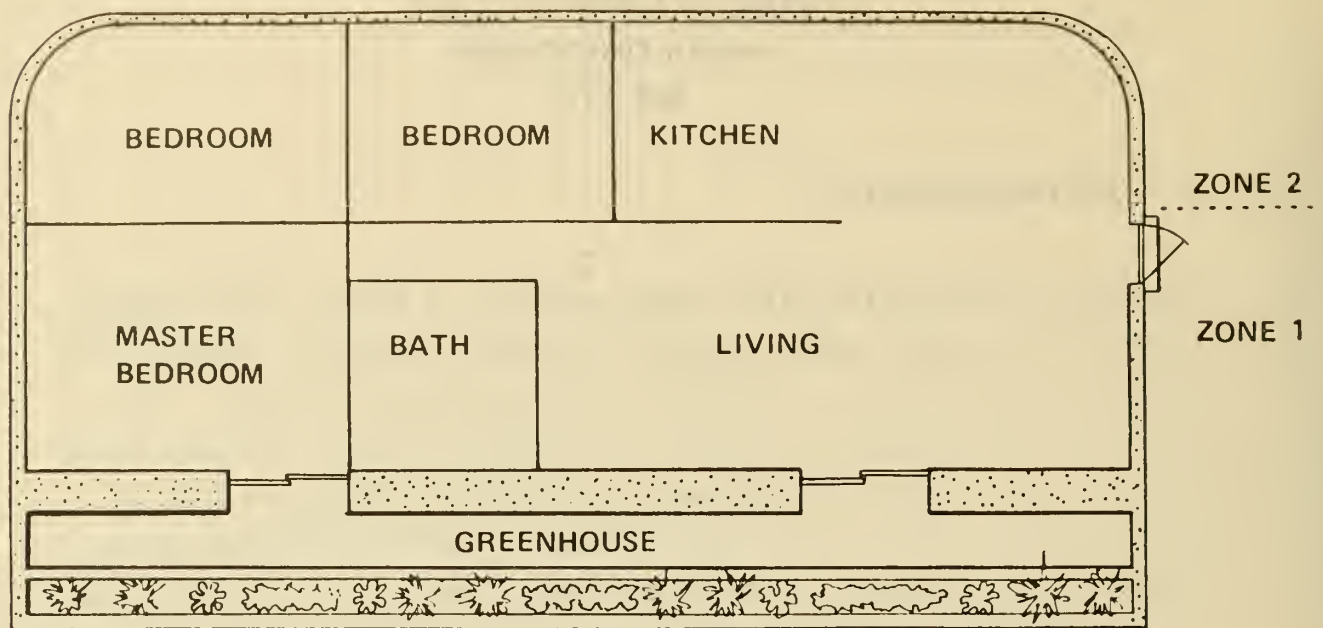 BEDROOM
BEDROOM
KITCHEN
ZONE 2
MASTER
BEDROOM
BATH
LIVING
ZONE 1
GREENHOUSE